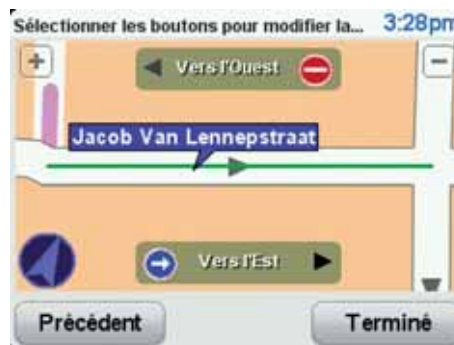 Sélectionner les boutons pour modifier la... 3:28pm
+ −
Vers l'Ouest
Jacob Van Lennepstraat
Vers l'Est
Précédent Terminé